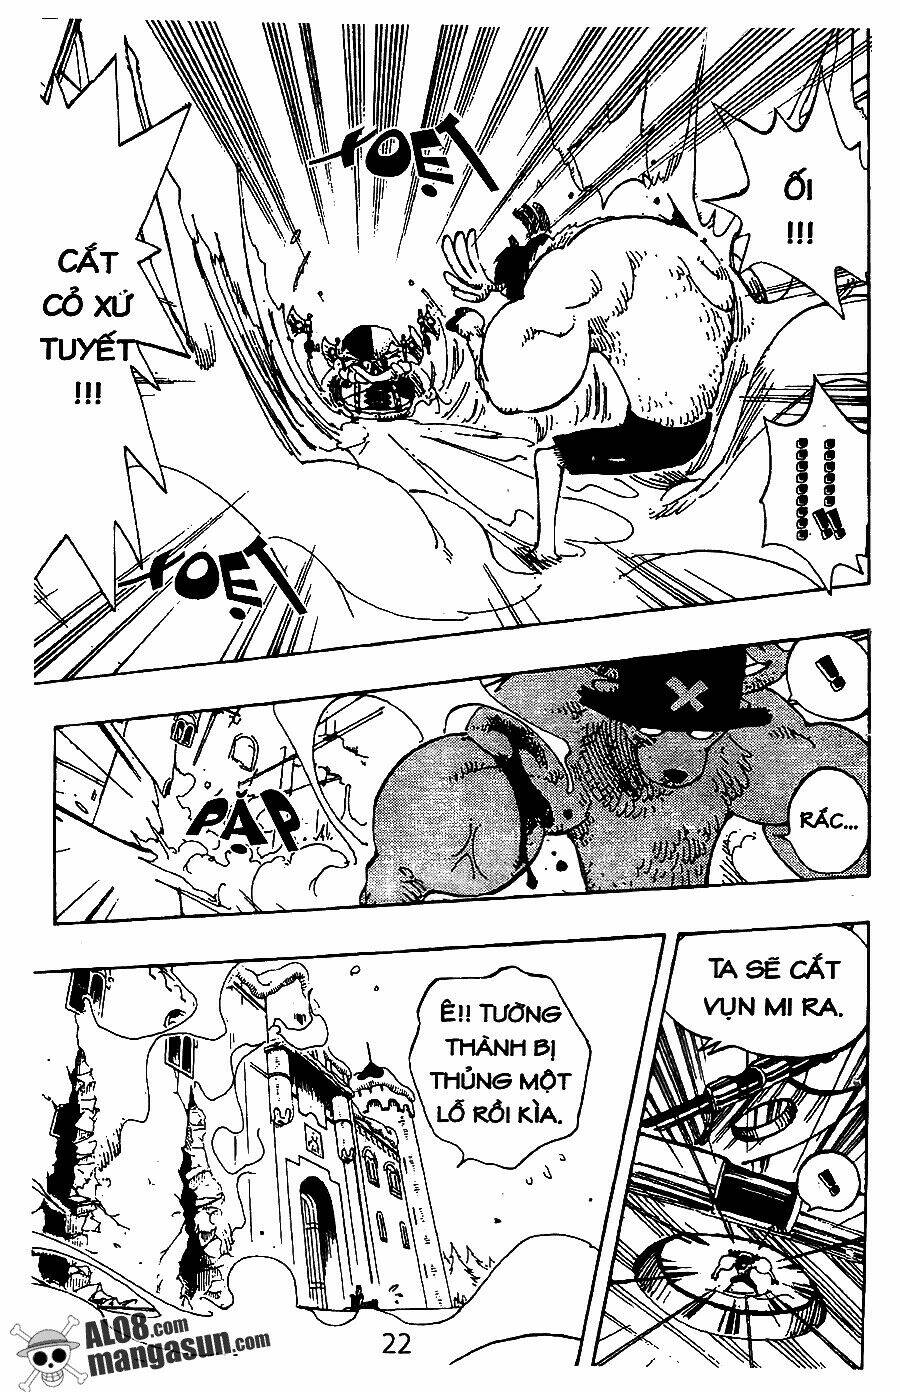 XOẸT
ỐI
!!!
CẮT
CỎ XỨ
TUYẾT
!!!
!!
XOẸT
!!
RẮC...
PẶP
TA SẼ CẮT
VỤN MI RA.
!!
Ê!! TƯỜNG
THÀNH BỊ
THỦNG MỘT
LỖ RỒI KÌA.
22
ALO8.com
mangasun.com